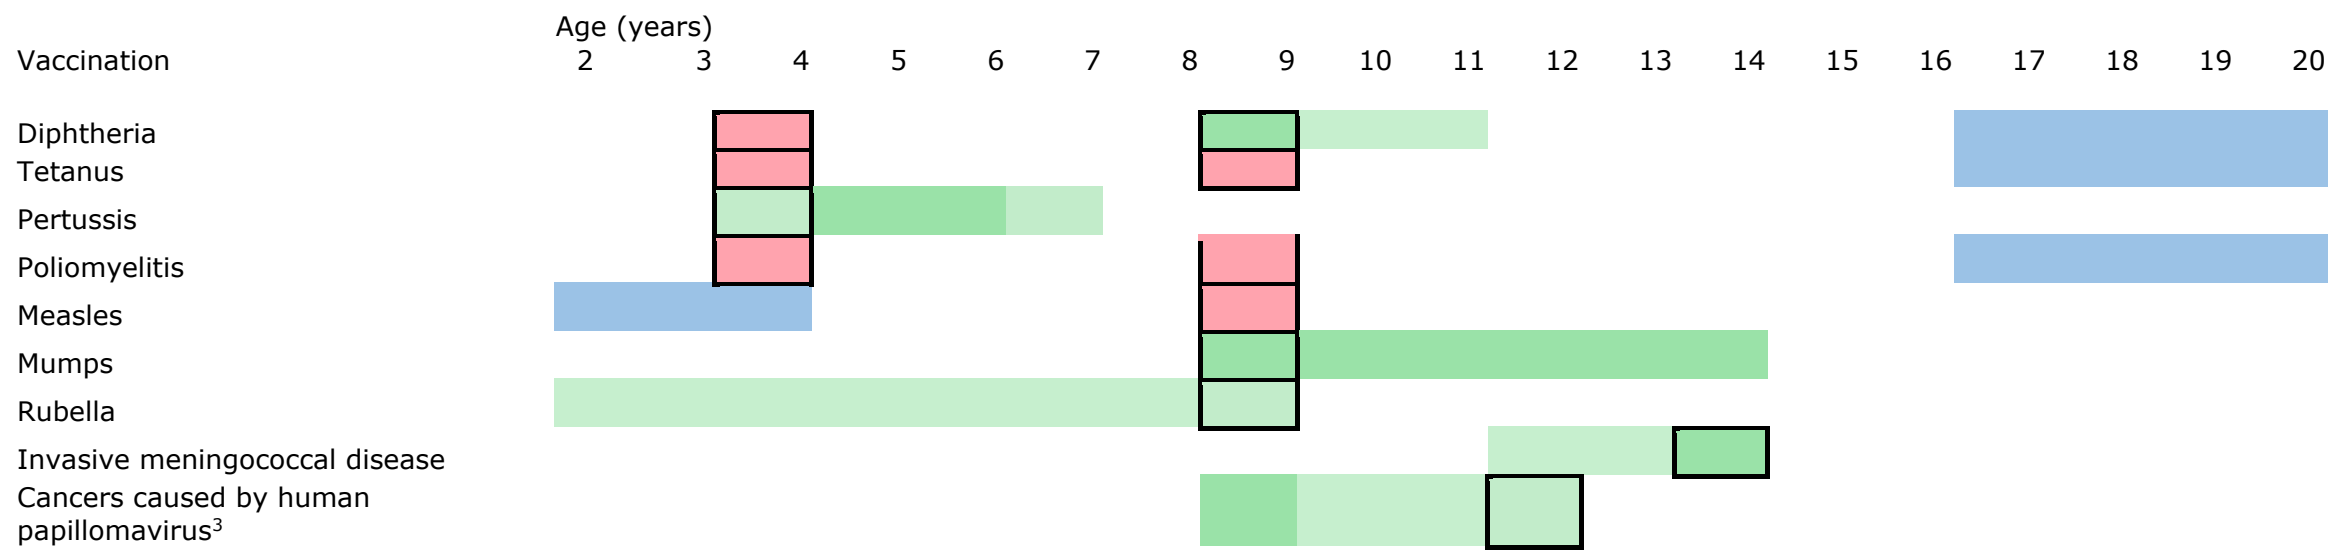 Age (years)
Vaccination 2 3 4 5 6 7 8 9 10 11 12 13 14 15 16 17 18 19 20
Diphtheria
Tetanus
Pertussis
Poliomyelitis
Measles
Mumps
Rubella
Invasive meningococcal disease
Cancers caused by human
papillomavirus³